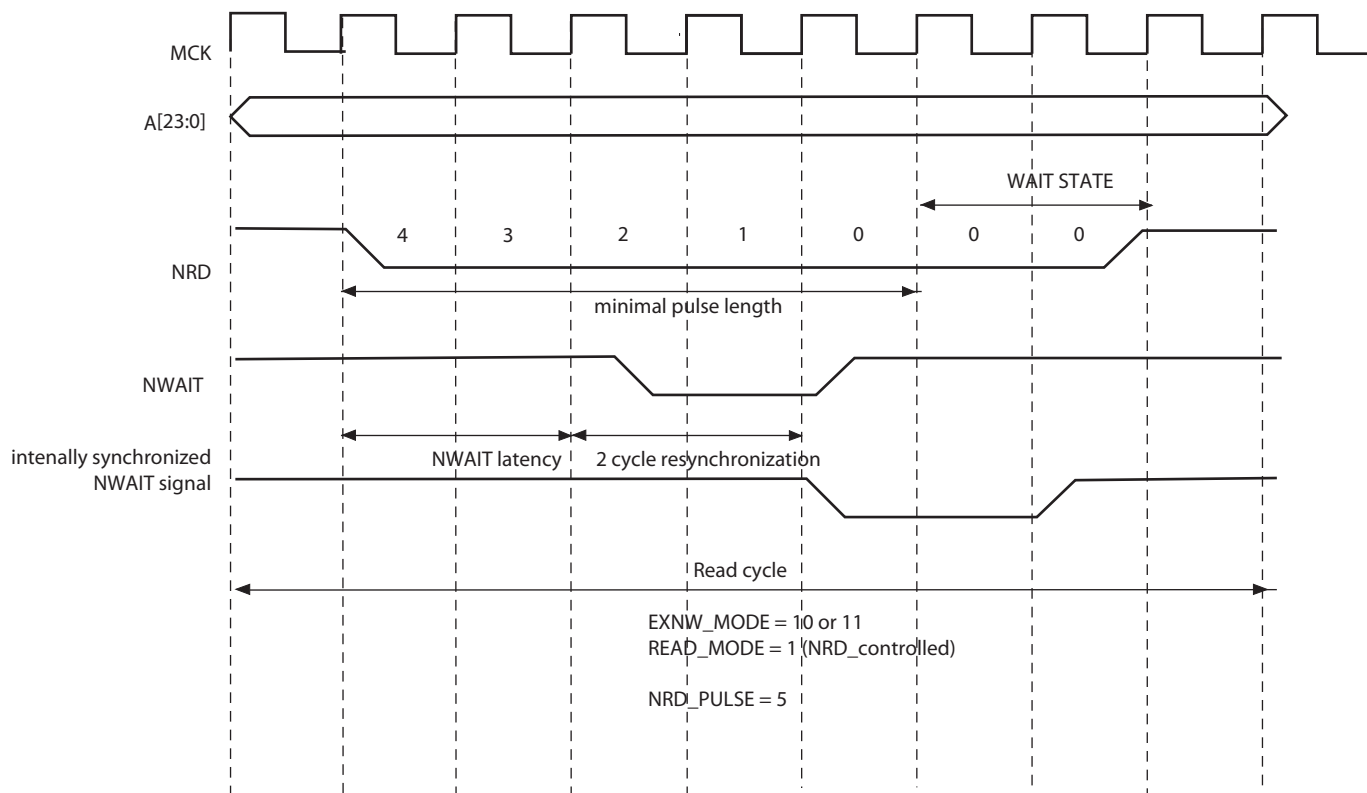 MCK
A[23:0]
WAIT STATE
4 3 2 1 0 0 0
NRD
minimal pulse length
NWAIT
NWAIT latency
2 cycle resynchronization
intenally synchronized
NWAIT signal
Read cycle
EXNW_MODE = 10 or 11
READ_MODE = 1 (NRD_controlled)
NRD_PULSE = 5